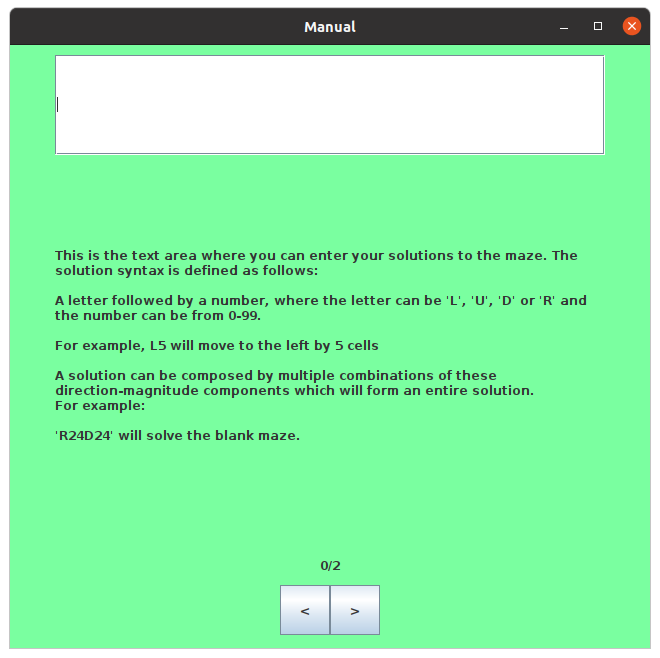 Manual
This is the text area where you can enter your solutions to the maze. The
solution syntax is defined as follows:
A letter followed by a number, where the letter can be 'L', 'U', 'D' or 'R' and
the number can be from 0-99.
For example, L5 will move to the left by 5 cells
A solution can be composed by multiple combinations of these
direction-magnitude components which will form an entire solution.
For example:
'R24D24' will solve the blank maze.
0/2
< >